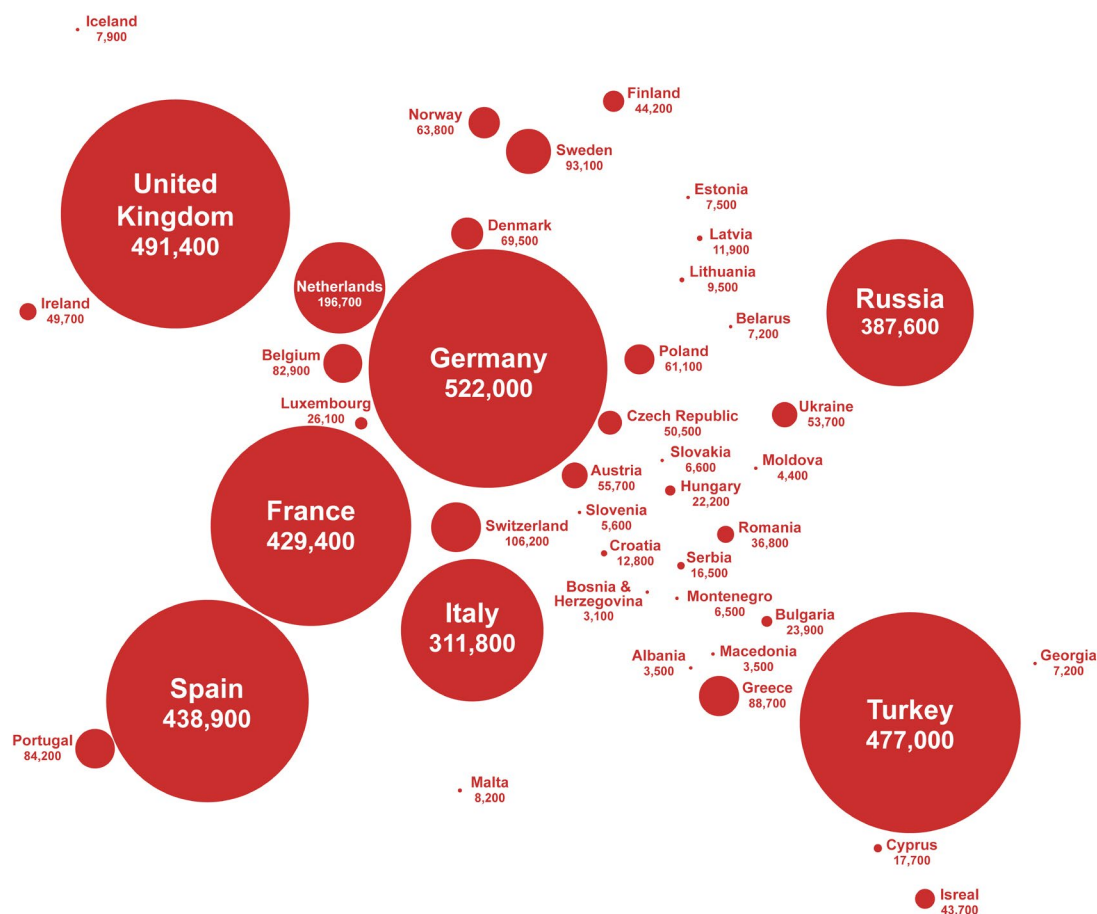 Iceland
7,900
Finland
44,200
Norway
63,800
Sweden
93,100
United
Kingdom
491,400
Estonia
7,500
Denmark
69,500
Latvia
11,900
Lithuania
9,500
Netherlands
196,700
Ireland
49,700
Russia
387,600
Belarus
7,200
Belgium
82,900
Germany
522,000
Poland
61,100
Luxembourg
26,100
Czech Republic
50,500
Ukraine
53,700
Slovakia
6,600
Moldova
4,400
Austria
55,700
Hungary
22,200
France
429,400
Switzerland
106,200
Slovenia
5,600
Romania
36,800
Croatia
12,800
Serbia
16,500
Bosnia &
Herzegovina
3,100
Montenegro
6,500
Italy
311,800
Bulgaria
23,900
Albania
3,500
Macedonia
3,500
Georgia
7,200
Spain
438,900
Greece
88,700
Turkey
477,000
Portugal
84,200
Malta
8,200
Cyprus
17,700
Isreal
43,700